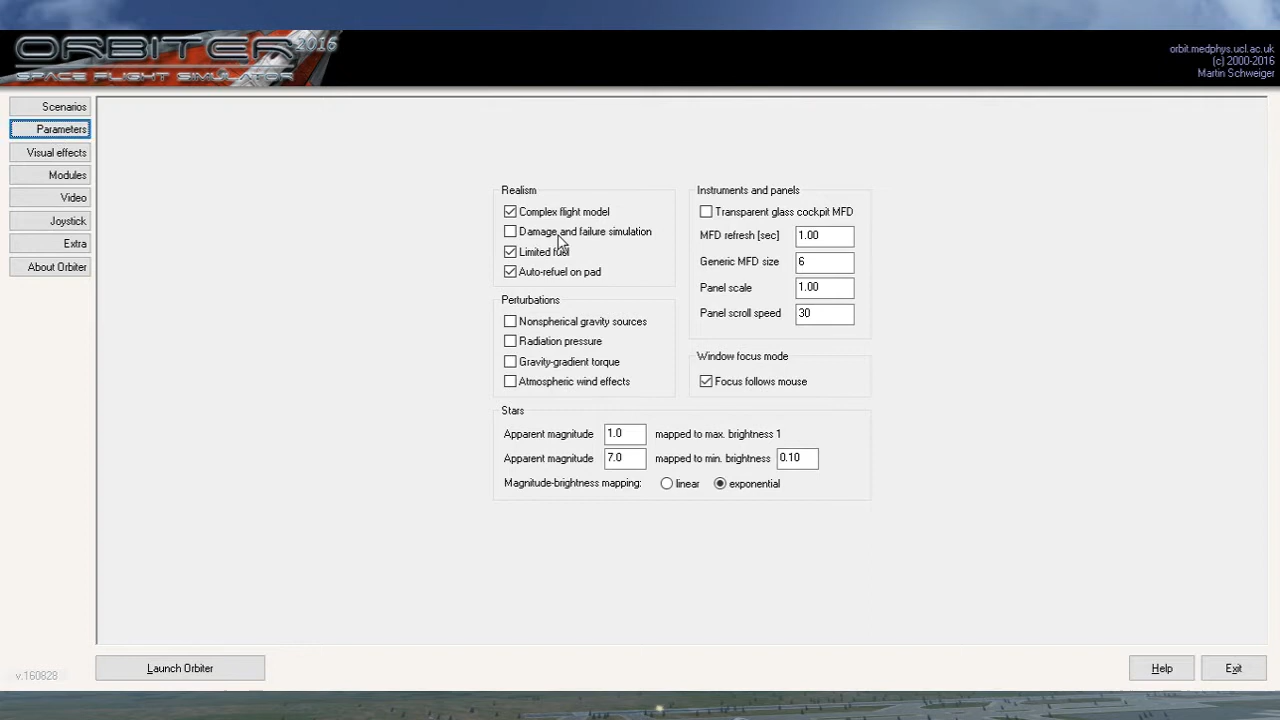 ORBITER 2016
SPACE FLIGHT SIMULATOR
orbit.medphys.ucl.ac.uk
(c) 2000-2016
Martin Schweiger
Scenarios
Parameters
Visual effects
Modules
Video
Joystick
Extra
About Orbiter
Realism
Complex flight model
Damage and failure simulation
Limited fuel
Auto-refuel on pad
Perturbations
Nonspherical gravity sources
Radiation pressure
Gravity-gradient torque
Atmospheric wind effects
Instruments and panels
Transparent glass cockpit MFD
MFD refresh [sec] 1.00
Generic MFD size 6
Panel scale 1.00
Panel scroll speed 30
Window focus mode
Focus follows mouse
Stars
Apparent magnitude 1.0 mapped to max. brightness 1
Apparent magnitude 7.0 mapped to min. brightness 0.10
Magnitude-brightness mapping: linear exponential
v.160828
Launch Orbiter
Help
Exit